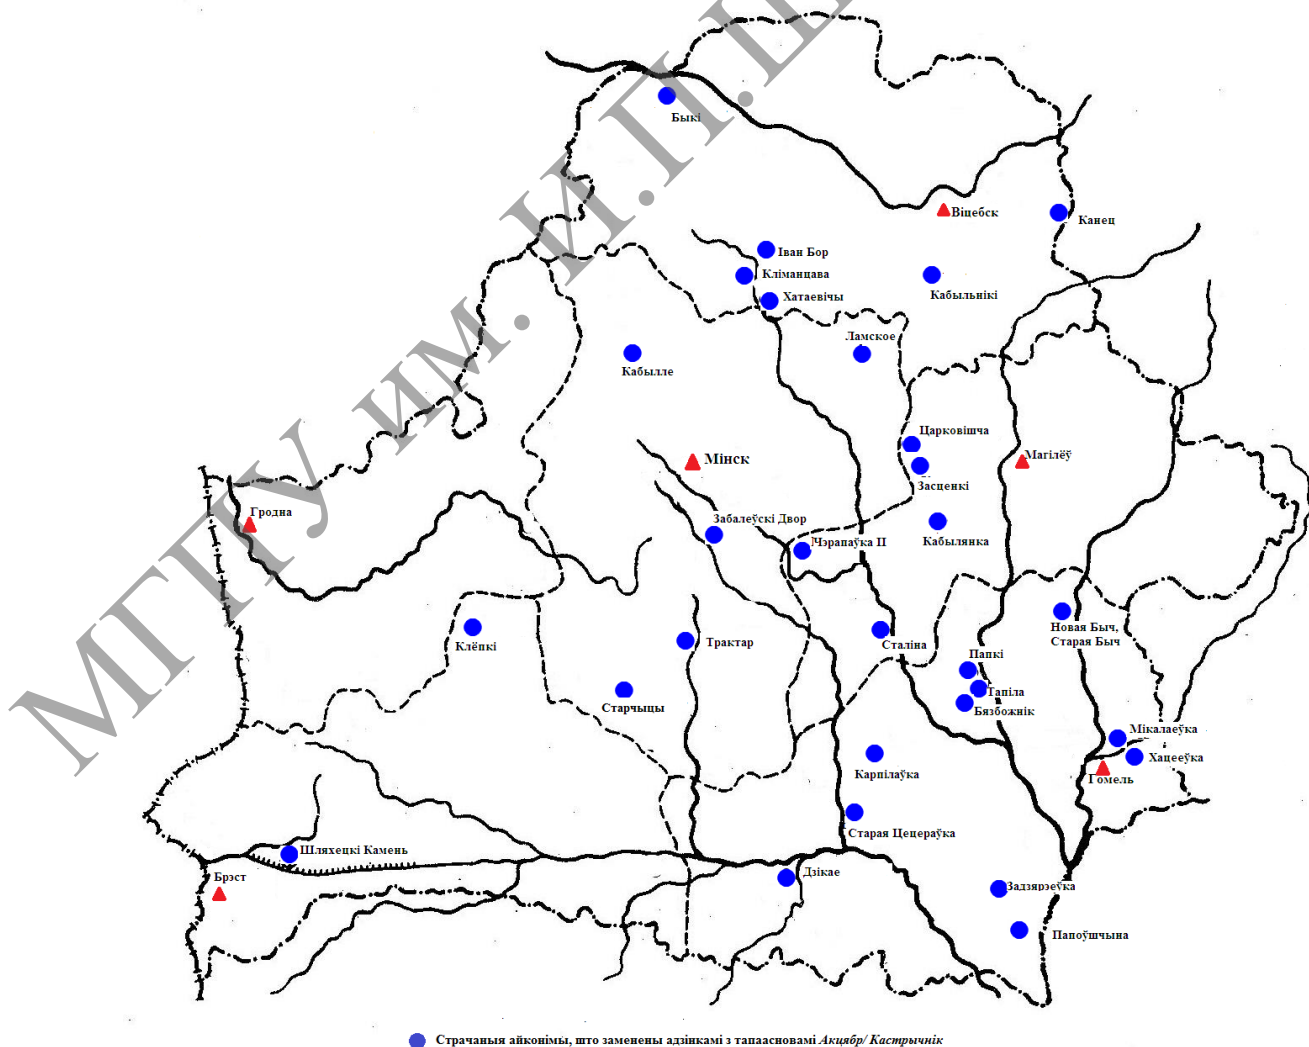 МГПУ им. И.П.Ш
Быкі
Віцебск
Канец
Іван Бор
Кліманцава
Хатаевічы
Кабыльнікі
Ламское
Кабылле
Царковішча
Мінск
Магілёў
Засценкі
Гродна
Забалеўскі Двор
Кабылянка
Чэрапаўка ІІ
Новая Быч,
Старая Быч
Клёпкі
Трактар
Сталіна
Папкі
Тапіла
Старчыцы
Бязбожнік
Мікалаеўка
Хацееўка
Карпілаўка
Гомель
Старая Цецераўка
Шляхецкі Камень
Брэст
Дзікае
Задзярэеўка
Папоўшчына
Страчаныя айконімы, што заменены адзінкамі з тапаасновамі Акцябр/ Кастрычнік